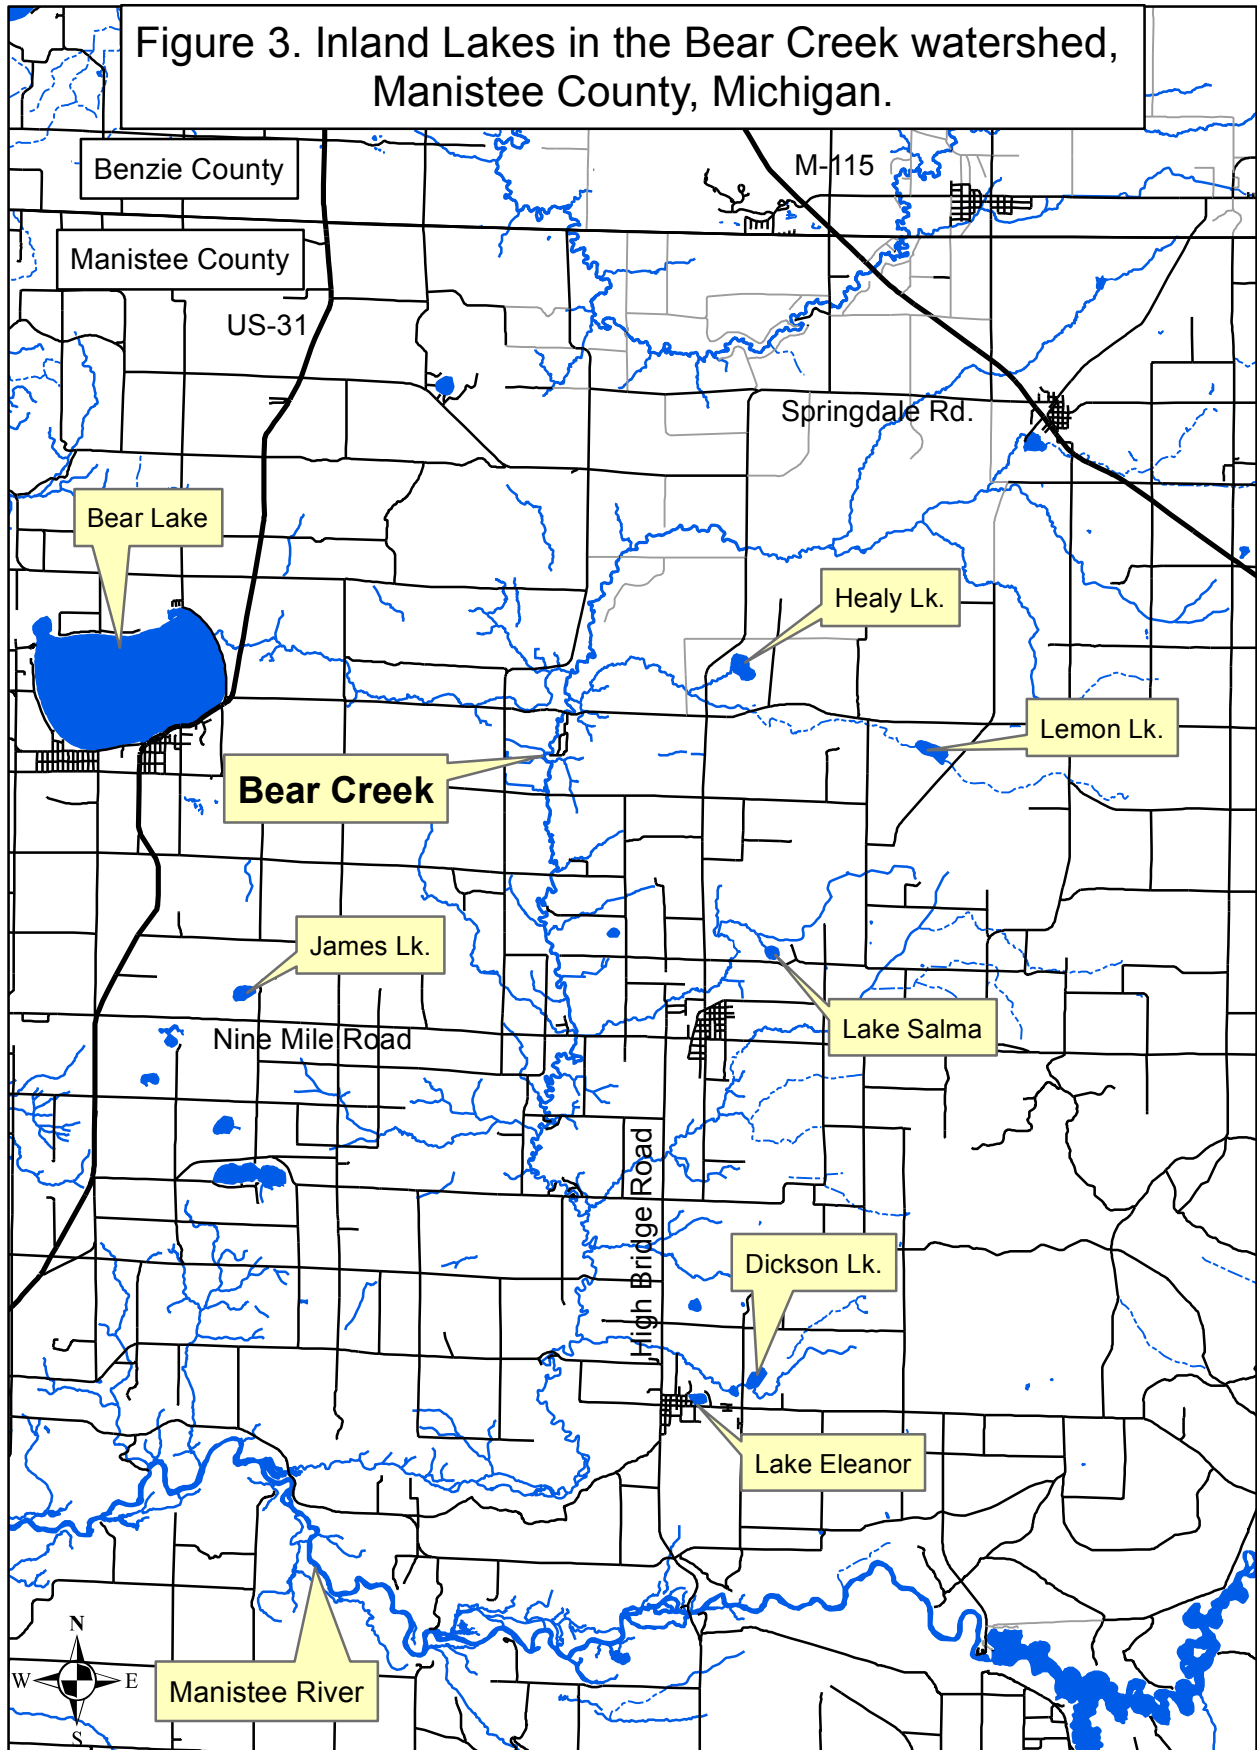 Figure 3. Inland Lakes in the Bear Creek watershed,
Manistee County, Michigan.
Benzie County
M-115
Manistee County
US-31
Springdale Rd.
Bear Lake
Healy Lk.
Lemon Lk.
Bear Creek
James Lk.
Lake Salma
Nine Mile Road
High Bridge Road
Dickson Lk.
Lake Eleanor
Manistee River
N
W
E
S